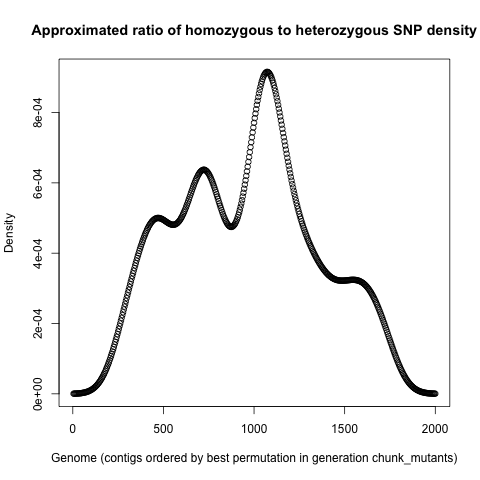 Approximated ratio of homozygous to heterozygous SNP density
8e-04
6e-04
4e-04
2e-04
0e+00
Density
0 500 1000 1500 2000
Genome (contigs ordered by best permutation in generation chunk_mutants)